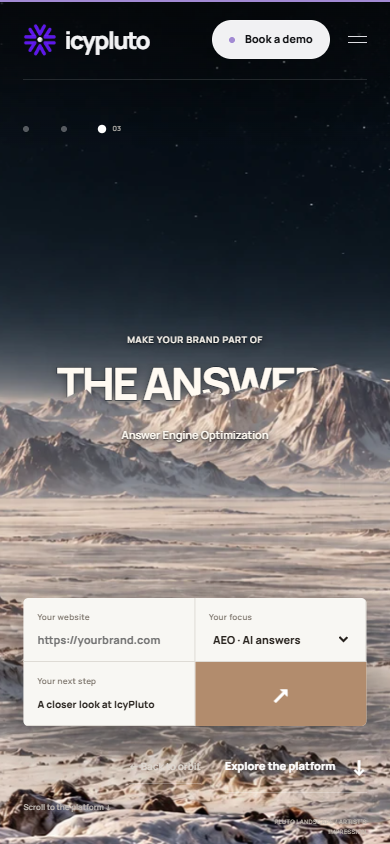 icypluto
Book a demo
03
MAKE YOUR BRAND PART OF
THE ANSWER
Answer Engine Optimization
Your website
Your focus
https://yourbrand.com
AEO · AI answers
Your next step
A closer look at IcyPluto
Explore the platform
Scroll to the platform